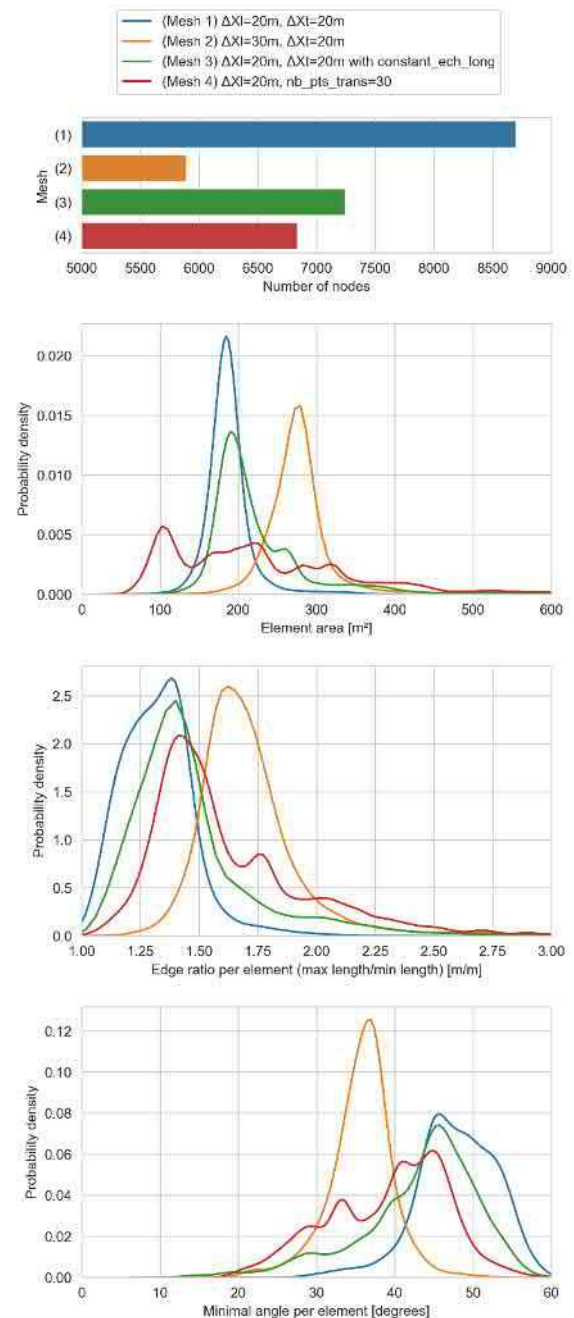 (Mesh 1) ΔXl=20m, ΔXt=20m
(Mesh 2) ΔXl=30m, ΔXt=20m
(Mesh 3) ΔXl=20m, ΔXt=20m with constant_ech_long
(Mesh 4) ΔXl=20m, nb_pts_trans=30
Mesh
(1)
(2)
(3)
(4)
5000 5500 6000 6500 7000 7500 8000 8500 9000
Number of nodes
Probability density
0.020
0.015
0.010
0.005
0.000
0 100 200 300 400 500 600
Element area [m²]
Probability density
2.5
2.0
1.5
1.0
0.5
0.0
1.00 1.25 1.50 1.75 2.00 2.25 2.50 2.75 3.00
Edge ratio per element (max length/min length) [m/m]
Probability density
0.12
0.10
0.08
0.06
0.04
0.02
0.00
0 10 20 30 40 50 60
Minimal angle per element [degrees]